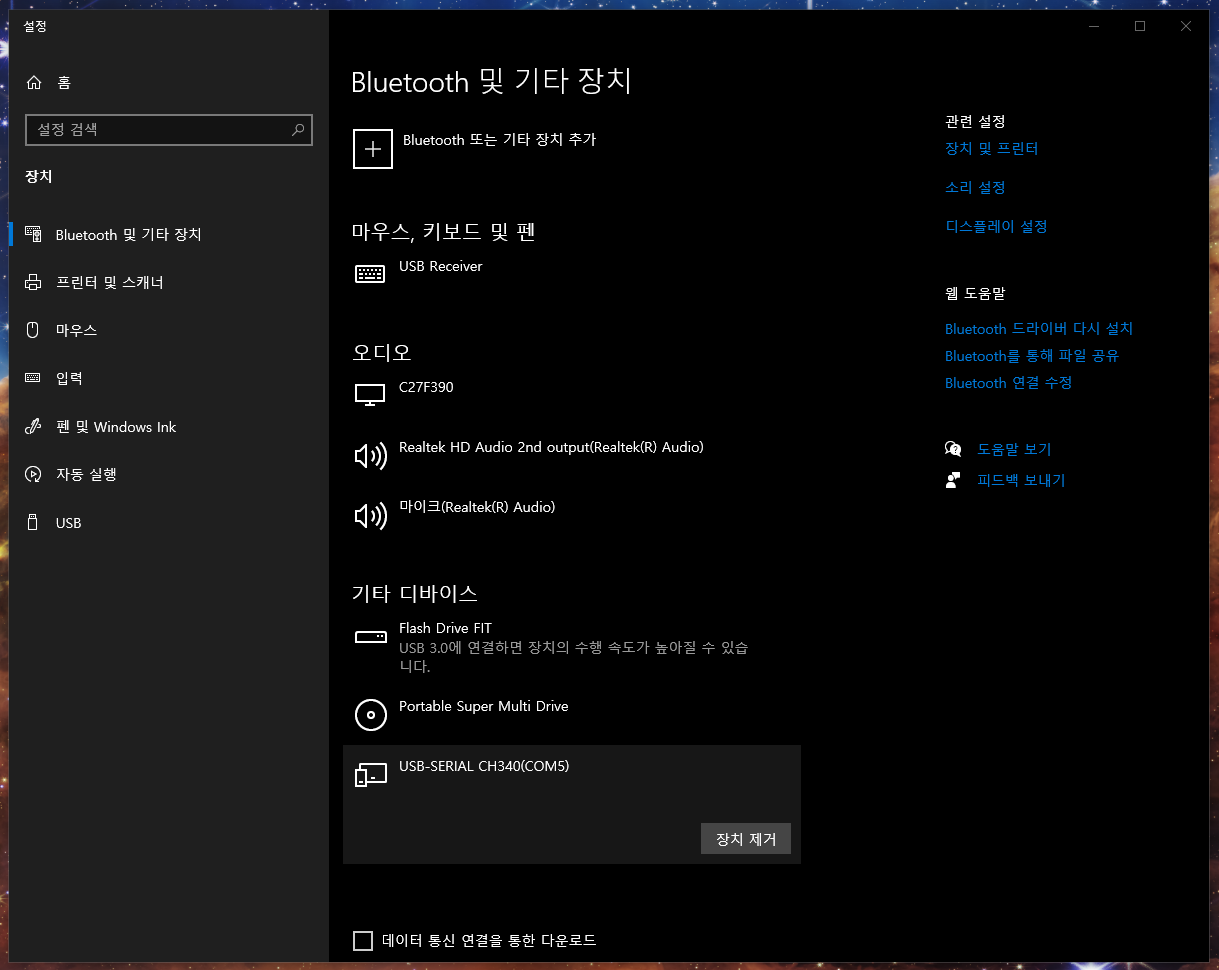 설정
홈
설정 검색
장치
Bluetooth 및 기타 장치
프린터 및 스캐너
마우스
입력
펜 및 Windows Ink
자동 실행
USB
Bluetooth 및 기타 장치
Bluetooth 또는 기타 장치 추가
마우스, 키보드 및 펜
USB Receiver
오디오
C27F390
Realtek HD Audio 2nd output(Realtek(R) Audio)
마이크(Realtek(R) Audio)
기타 디바이스
Flash Drive FIT
USB 3.0에 연결하면 장치의 수행 속도가 높아질 수 있습
니다.
Portable Super Multi Drive
USB-SERIAL CH340(COM5)
장치 제거
데이터 통신 연결을 통한 다운로드
관련 설정
장치 및 프린터
소리 설정
디스플레이 설정
웹 도움말
Bluetooth 드라이버 다시 설치
Bluetooth를 통해 파일 공유
Bluetooth 연결 수정
도움말 보기
피드백 보내기